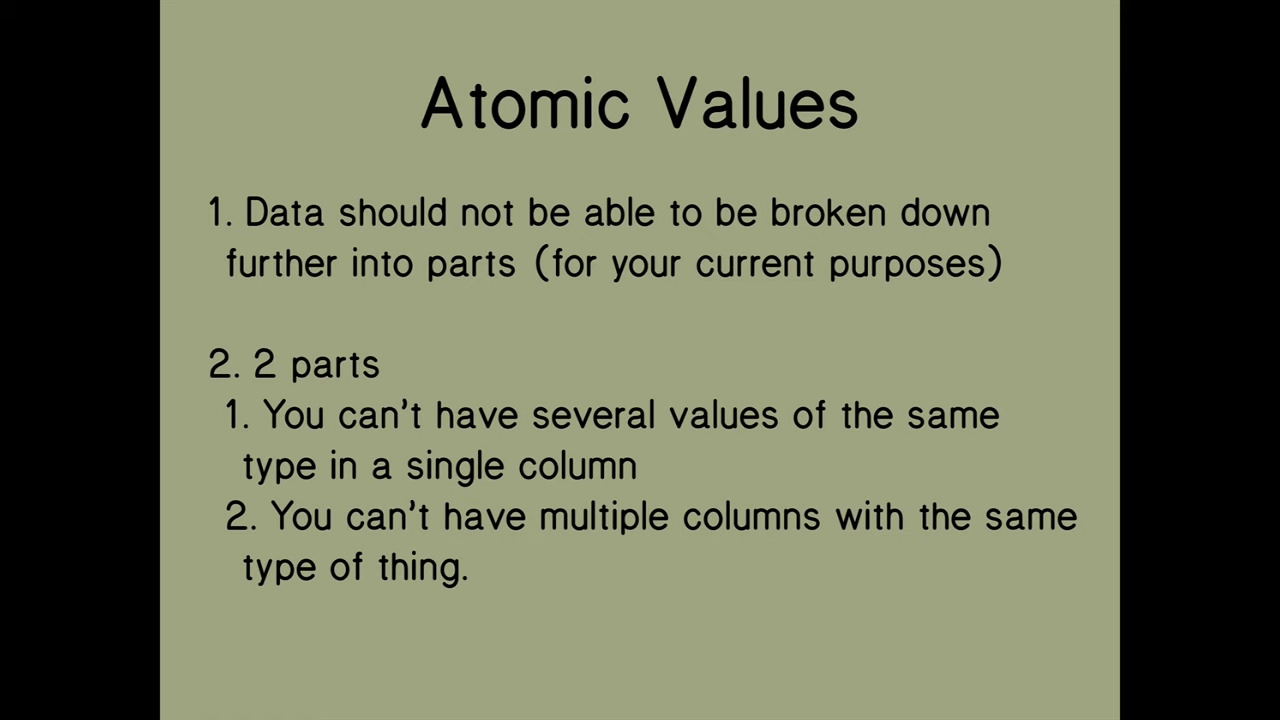 Atomic Values
1. Data should not be able to be broken down
further into parts (for your current purposes)
2. 2 parts
1. You can't have several values of the same
type in a single column
2. You can't have multiple columns with the same
type of thing.